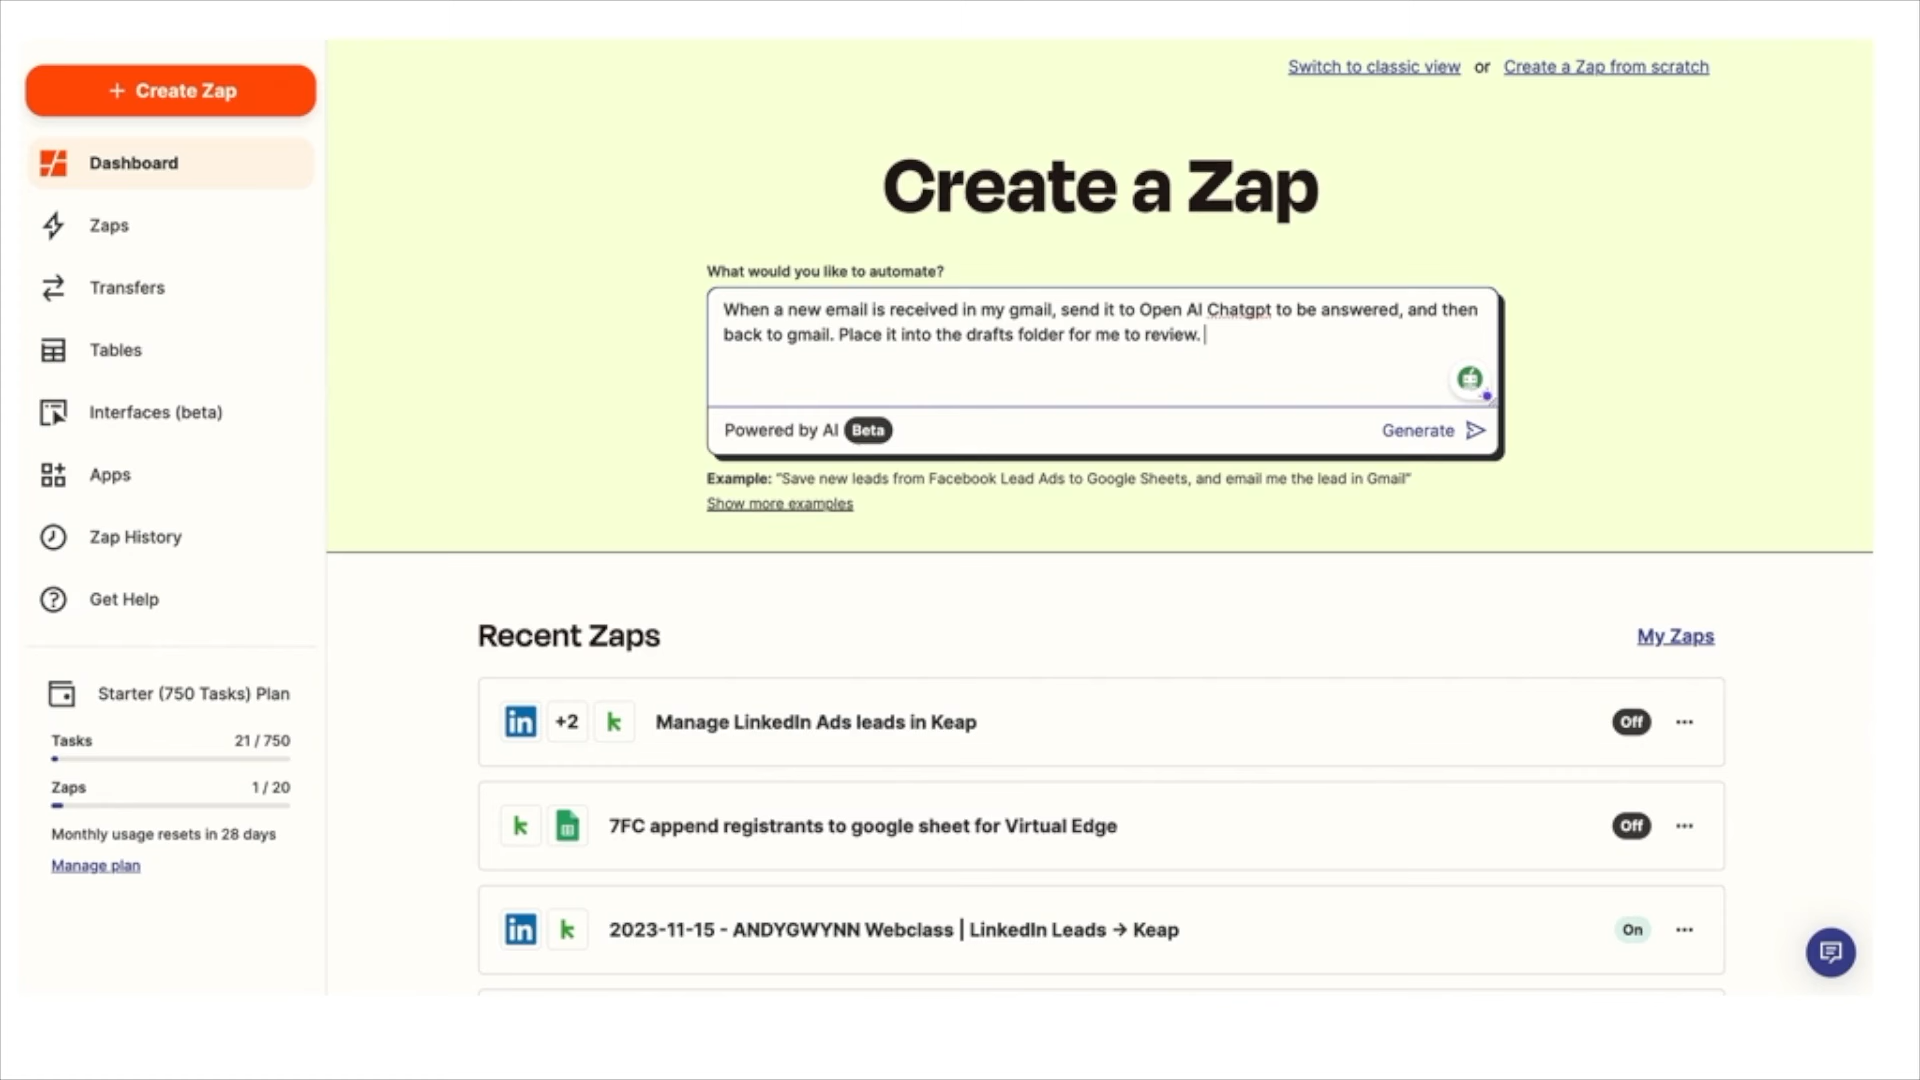 + Create Zap
Dashboard
Zaps
Transfers
Tables
Interfaces (beta)
Apps
Zap History
Get Help
Starter (750 Tasks) Plan
Tasks 21 / 750
Zaps 1 / 20
Monthly usage resets in 28 days
Manage plan
Switch to classic view or Create a Zap from scratch
Create a Zap
What would you like to automate?
When a new email is received in my gmail, send it to Open AI Chatgpt to be answered, and then
back to gmail. Place it into the drafts folder for me to review.
Powered by AI Beta Generate
Example: "Save new leads from Facebook Lead Ads to Google Sheets, and email me the lead in Gmail"
Show more examples
Recent Zaps My Zaps
in +2 k Manage LinkedIn Ads leads in Keap Off
k 7FC append registrants to google sheet for Virtual Edge Off
in k 2023-11-15 - ANDYGWYNN Webclass | LinkedIn Leads → Keap On